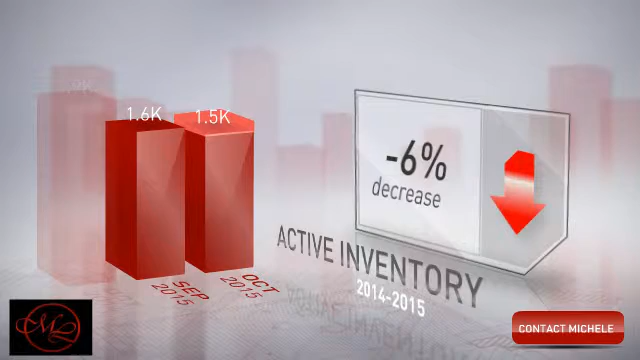 1.6K
1.5K
-6%
decrease
SEP
2015
OCT
2015
ACTIVE INVENTORY
2014-2015
CONTACT MICHELE